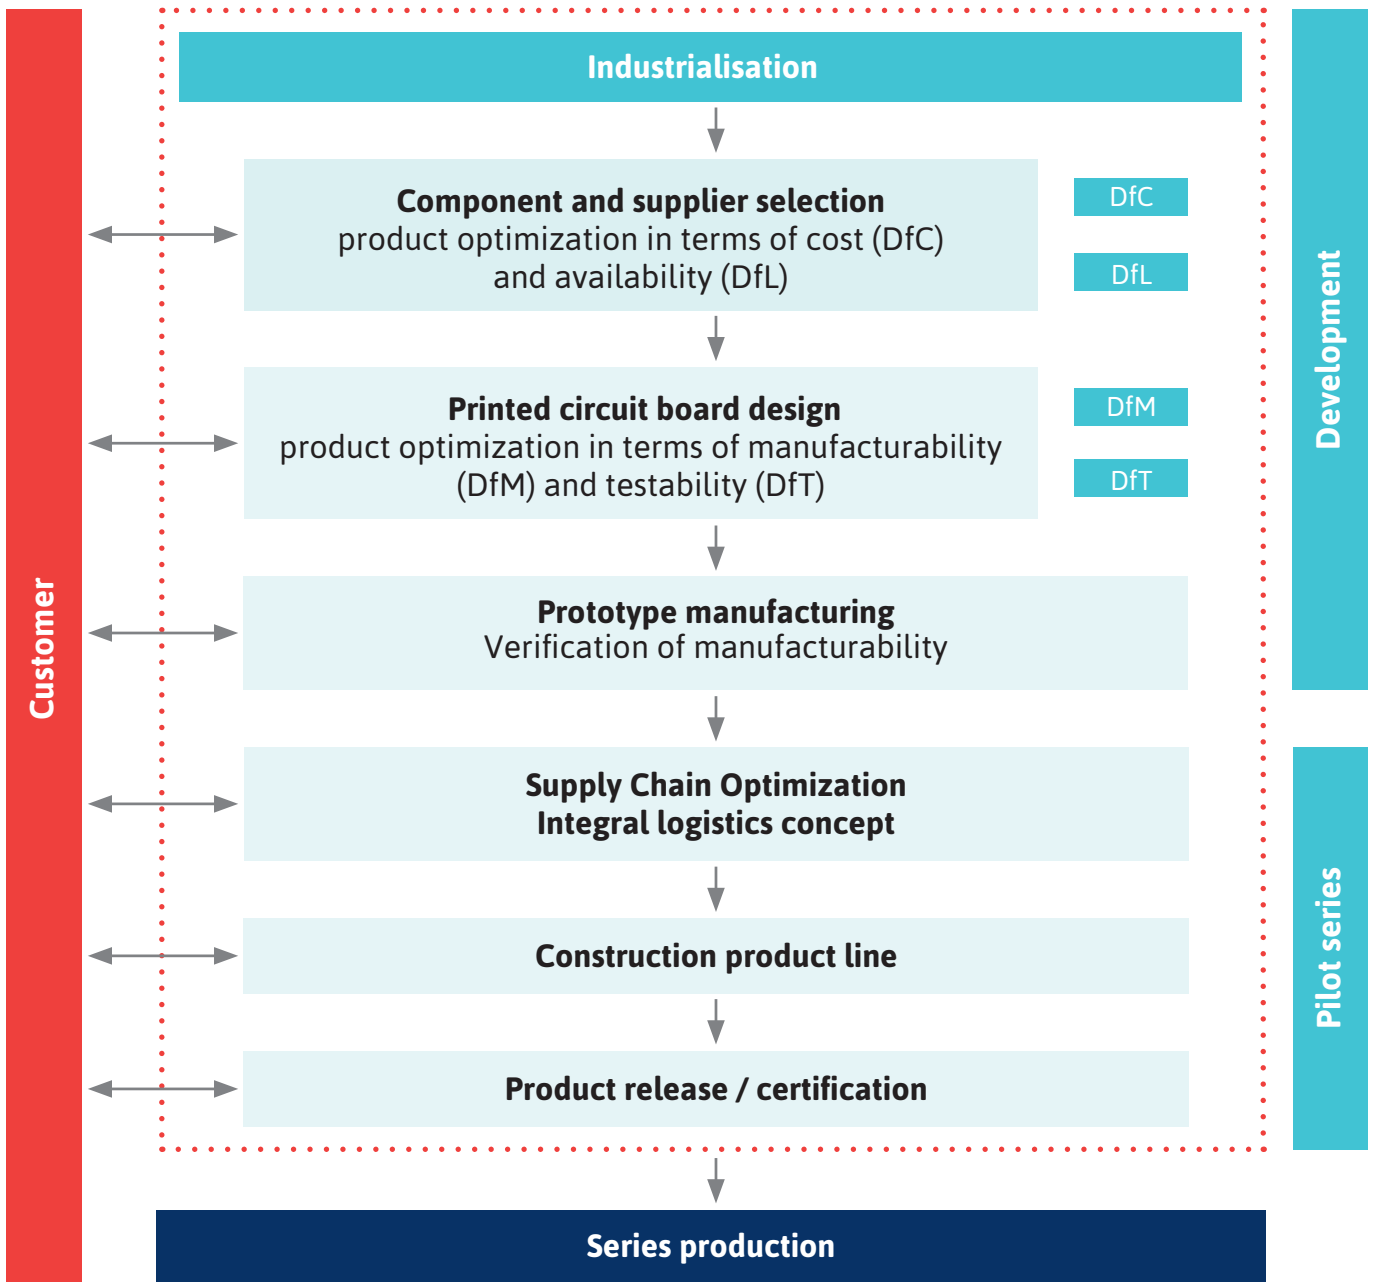 Industrialisation
Component and supplier selection
product optimization in terms of cost (DfC)
and availability (DfL)
DfC
DfL
Printed circuit board design
product optimization in terms of manufacturability
(DfM) and testability (DfT)
DfM
DfT
Prototype manufacturing
Verification of manufacturability
Supply Chain Optimization
Integral logistics concept
Construction product line
Product release / certification
Series production
Customer
Development
Pilot series